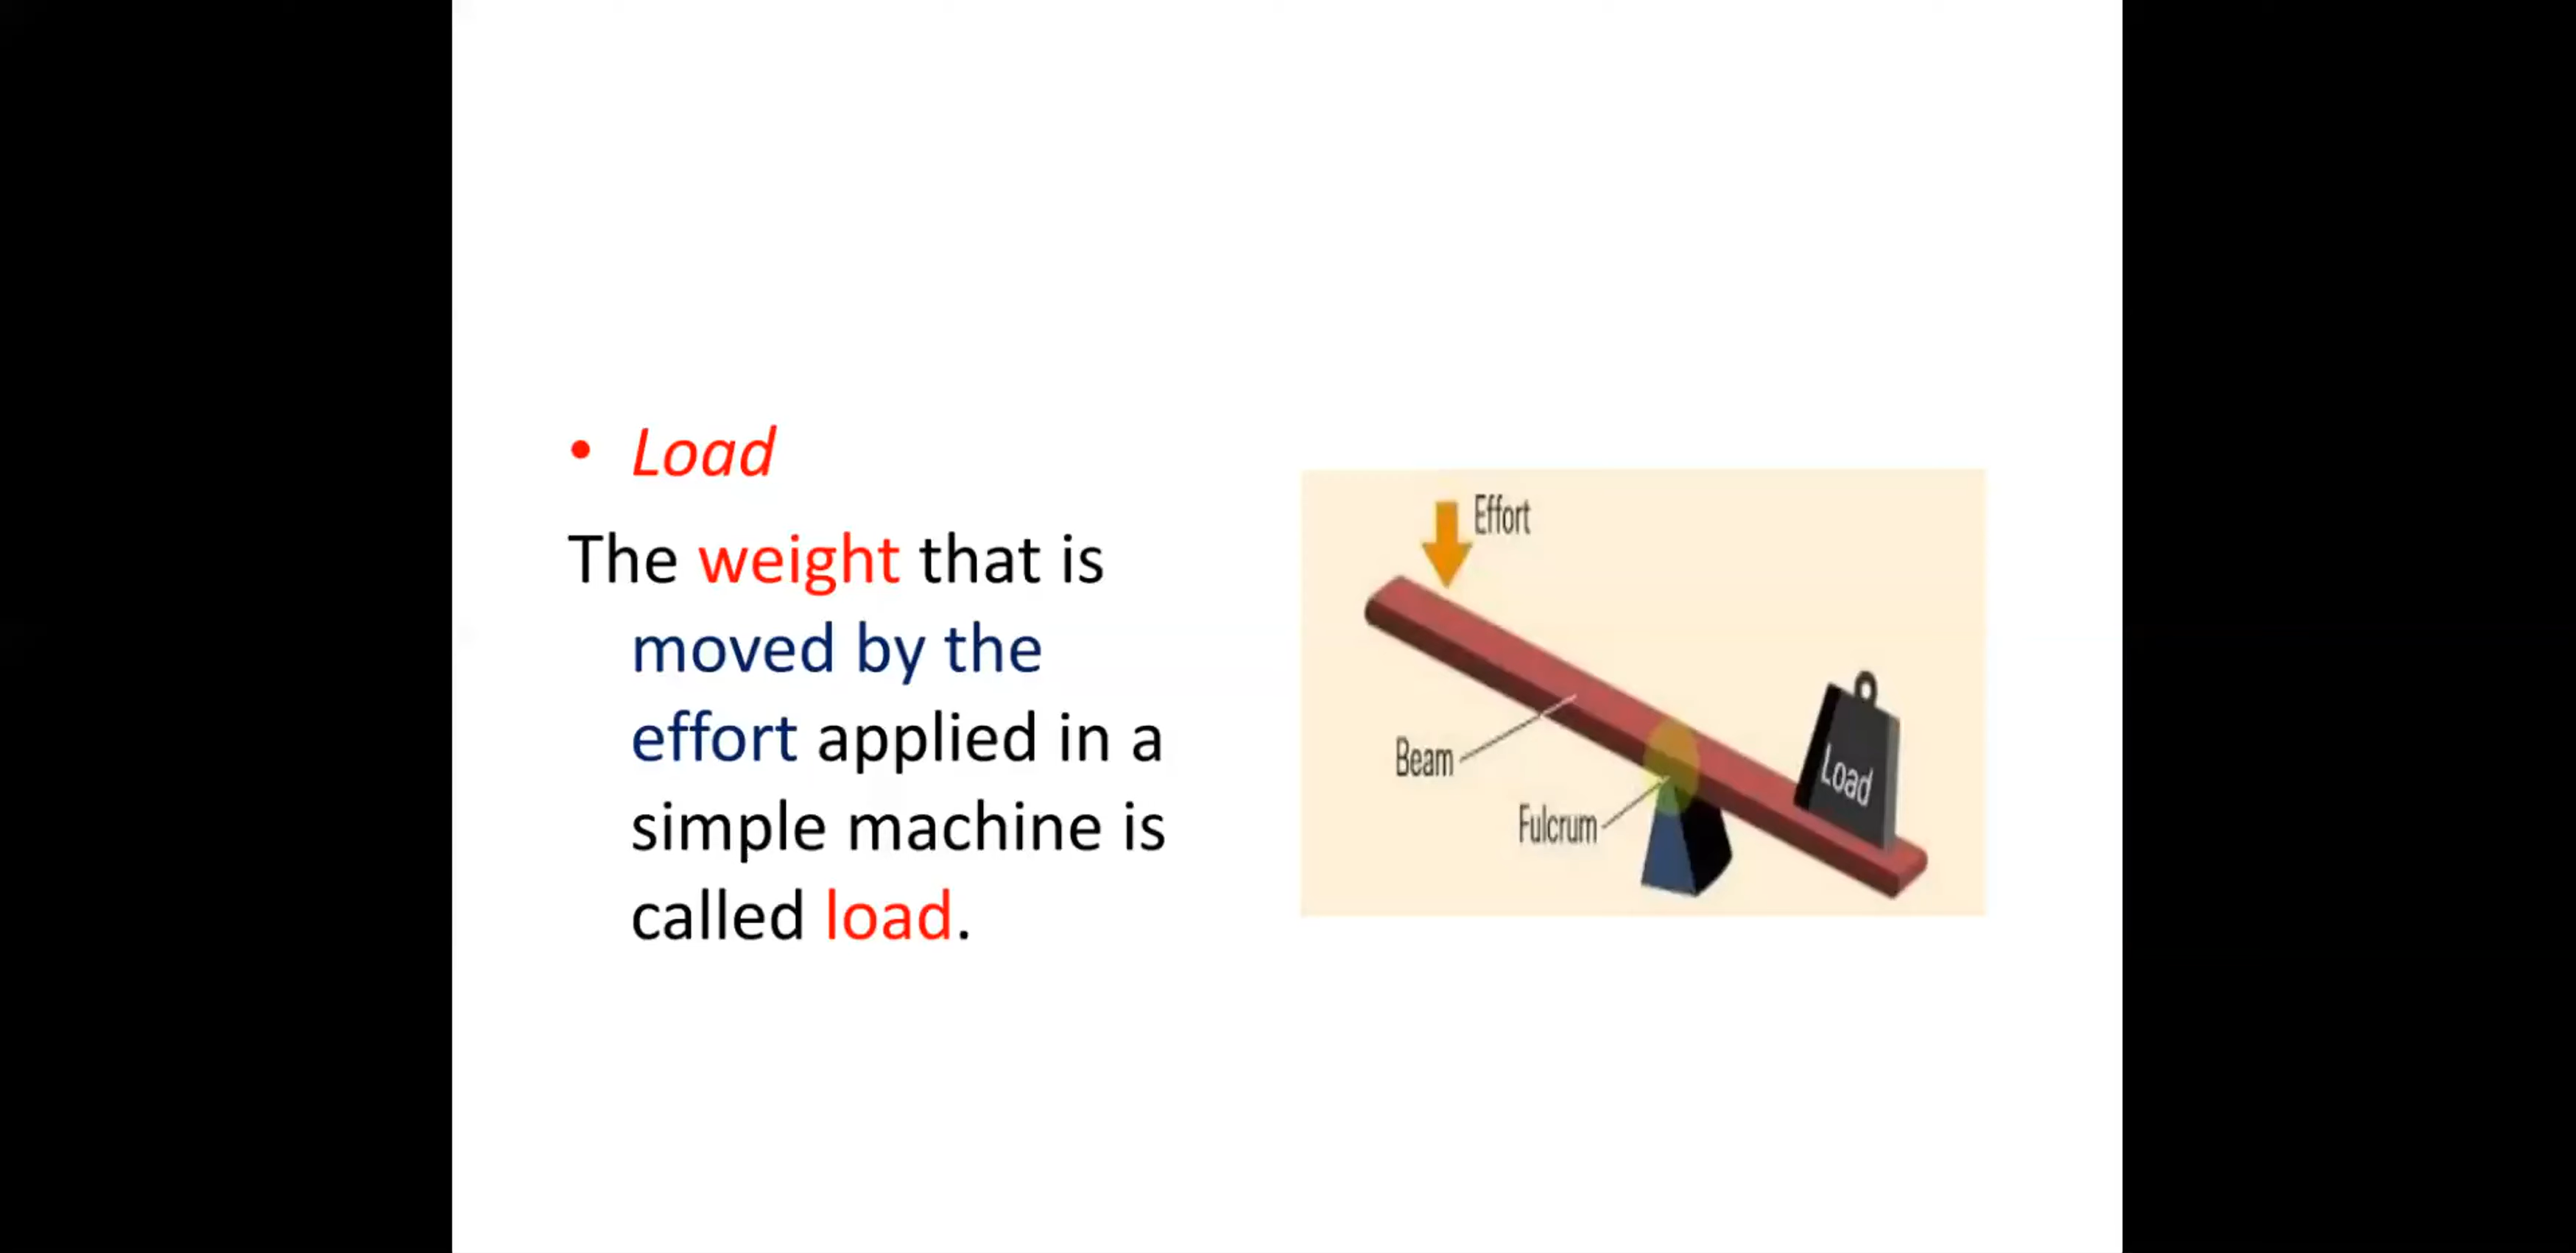 • Load
The weight that is
moved by the
effort applied in a
simple machine is
called load.
Effort
Beam
Fulcrum
Load